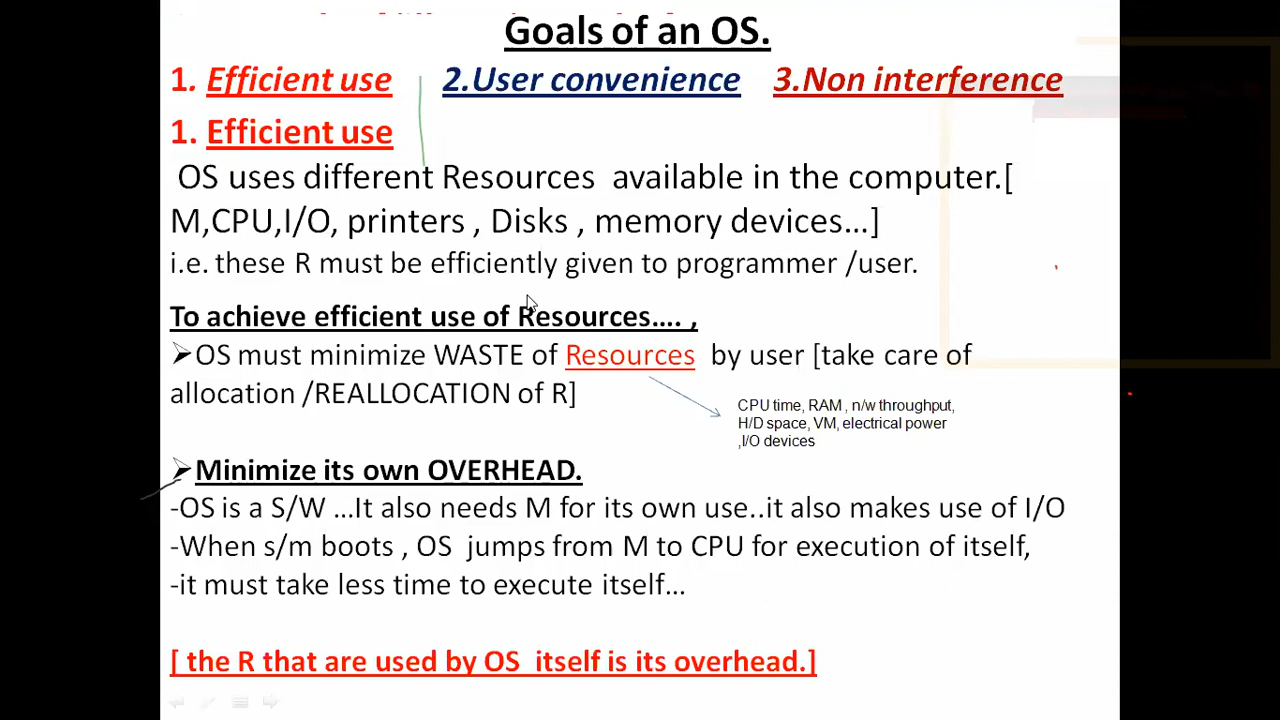 Goals of an OS.
1. Efficient use 2.User convenience 3.Non interference
1. Efficient use
OS uses different Resources available in the computer.[
M,CPU,I/O, printers , Disks , memory devices…]
i.e. these R must be efficiently given to programmer /user.
To achieve efficient use of Resources…. ,
➢OS must minimize WASTE of Resources by user [take care of
allocation /REALLOCATION of R]
CPU time, RAM , n/w throughput,
H/D space, VM, electrical power
,I/O devices
➢Minimize its own OVERHEAD.
-OS is a S/W …It also needs M for its own use..it also makes use of I/O
-When s/m boots , OS jumps from M to CPU for execution of itself,
-it must take less time to execute itself…
[ the R that are used by OS itself is its overhead.]